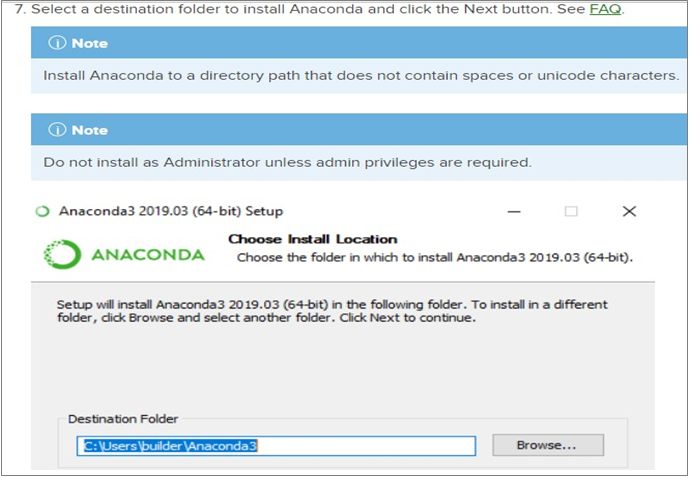 7. Select a destination folder to install Anaconda and click the Next button. See FAQ.
Note
Install Anaconda to a directory path that does not contain spaces or unicode characters.
Note
Do not install as Administrator unless admin privileges are required.
Anaconda3 2019.03 (64-bit) Setup
ANACONDA
Choose Install Location
Choose the folder in which to install Anaconda3 2019.03 (64-bit).
Setup will install Anaconda3 2019.03 (64-bit) in the following folder. To install in a different
folder, click Browse and select another folder. Click Next to continue.
Destination Folder
C:\Users\builder\Anaconda3
Browse...